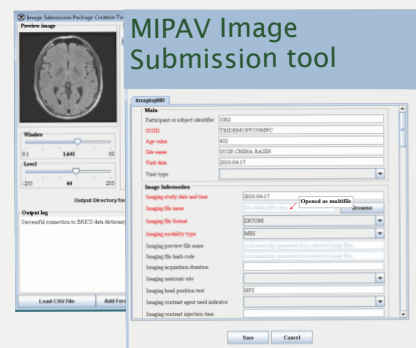 Image Submission Package Creation To
Preview image
MIPAV Image
Submission tool
Window
0.1 1,641 10
Level
-255 44 255
Output Directory for
Output log
Successful connection to BRICS data dictionary
Load CSV File Add For
ImagingMR
Main
Participant or subject identifier 1002
GUID
Age value 402
Site name UCSF-CHINA BASIN
Visit date 2010-04-17
Visit type
Image Information
Imaging study date and time 2010-04-17
Imaging file name Opened as multifile
Imaging file format DICOM
Imaging modality type MRI
Imaging preview file name Automatically generated from selected image files
Imaging file hash code Automatically generated from selected image files
Imaging acquisition duration
Imaging anatomic site
Imaging head position text HFS
Imaging contrast agent used indicator
Imaging contrast injection time
Save Cancel